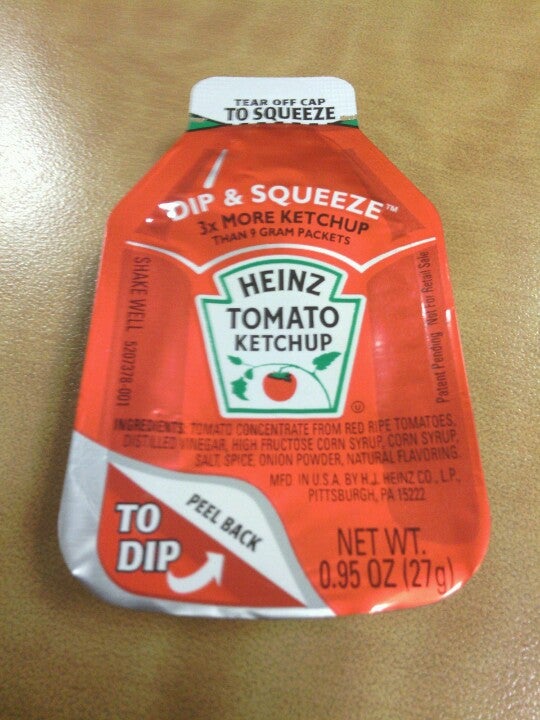 TEAR OFF CAP
TO SQUEEZE
DIP & SQUEEZE™
3x MORE KETCHUP
THAN 9 GRAM PACKETS
HEINZ
TOMATO
KETCHUP
SHAKE WELL 5207378-001
Patent Pending Not For Retail Sale
U
INGREDIENTS: TOMATO CONCENTRATE FROM RED RIPE TOMATOES,
DISTILLED VINEGAR, HIGH FRUCTOSE CORN SYRUP, CORN SYRUP,
SALT, SPICE, ONION POWDER, NATURAL FLAVORING.
MFD IN U.S.A. BY H.J. HEINZ CO., L.P.,
PITTSBURGH, PA 15222
PEEL BACK
TO
DIP
NET WT.
0.95 OZ (27g)